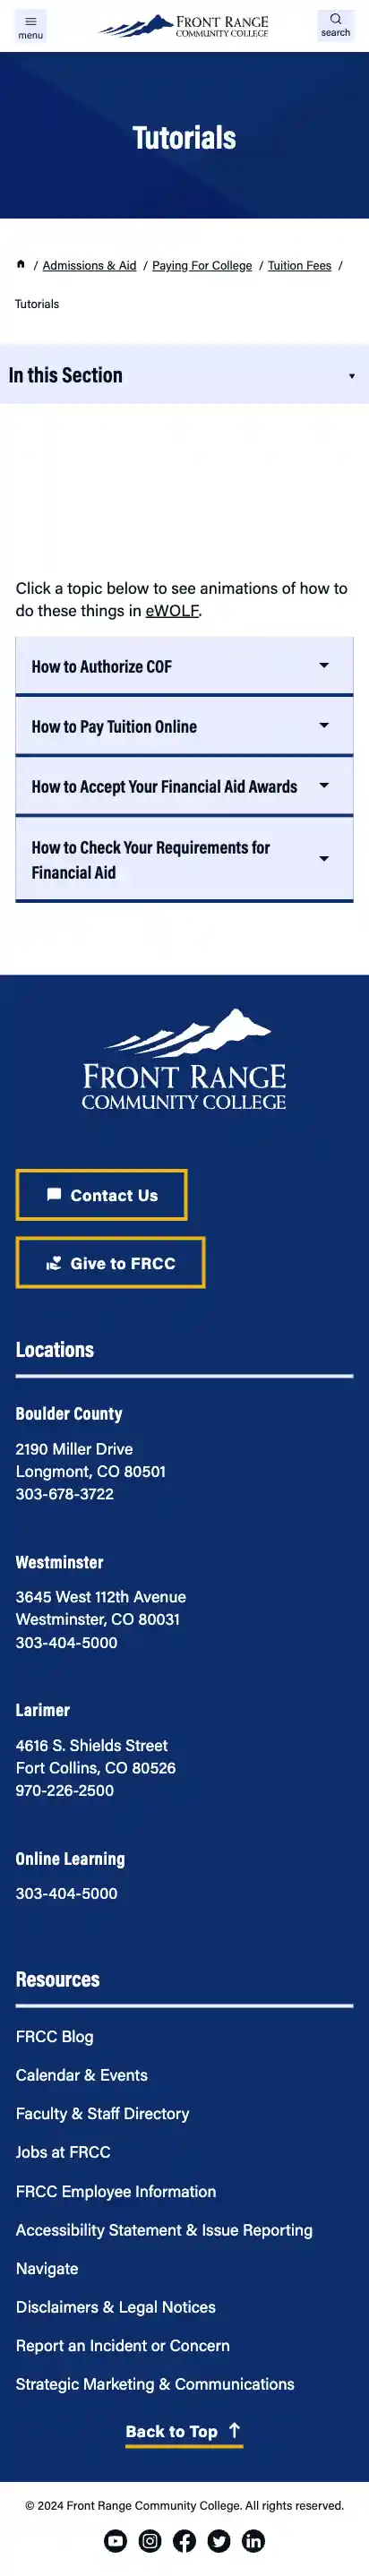 menu
FRONT RANGE
COMMUNITY COLLEGE
search
Tutorials
/ Admissions & Aid / Paying For College / Tuition Fees /
Tutorials
In this Section
Click a topic below to see animations of how to
do these things in eWOLF.
How to Authorize COF
How to Pay Tuition Online
How to Accept Your Financial Aid Awards
How to Check Your Requirements for
Financial Aid
FRONT RANGE
COMMUNITY COLLEGE
Contact Us
Give to FRCC
Locations
Boulder County
2190 Miller Drive
Longmont, CO 80501
303-678-3722
Westminster
3645 West 112th Avenue
Westminster, CO 80031
303-404-5000
Larimer
4616 S. Shields Street
Fort Collins, CO 80526
970-226-2500
Online Learning
303-404-5000
Resources
FRCC Blog
Calendar & Events
Faculty & Staff Directory
Jobs at FRCC
FRCC Employee Information
Accessibility Statement & Issue Reporting
Navigate
Disclaimers & Legal Notices
Report an Incident or Concern
Strategic Marketing & Communications
Back to Top
© 2024 Front Range Community College. All rights reserved.